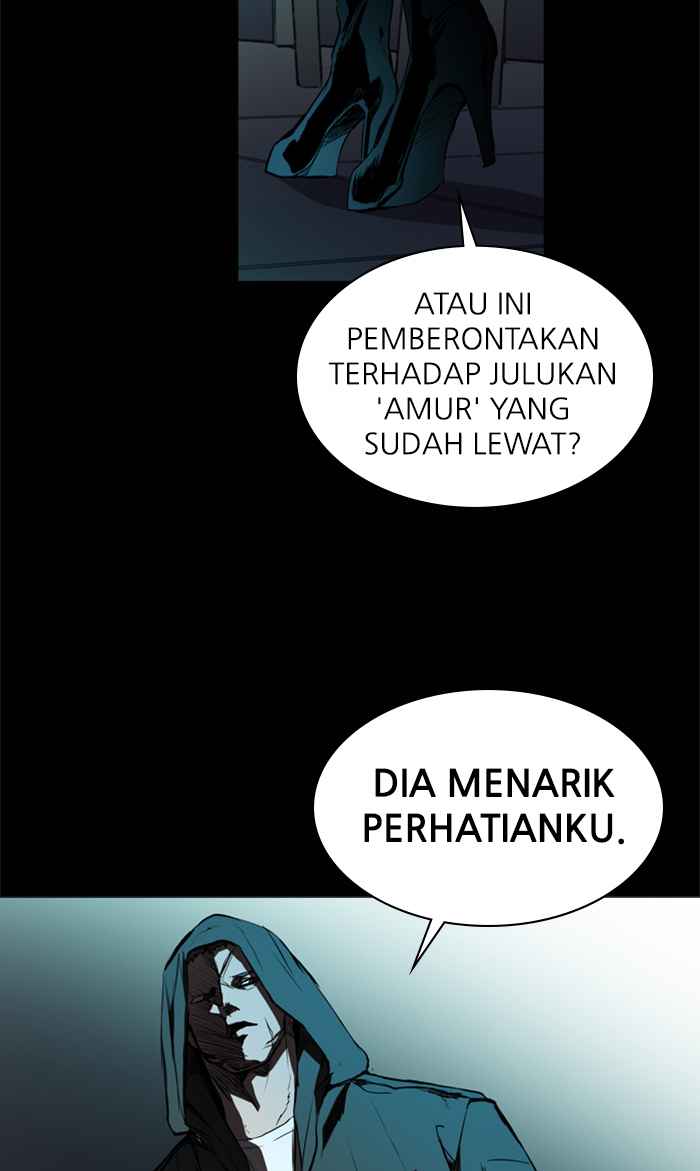 ATAU INI
PEMBERONTAKAN
TERHADAP JULUKAN
'AMUR' YANG
SUDAH LEWAT?
DIA MENARIK
PERHATIANKU.